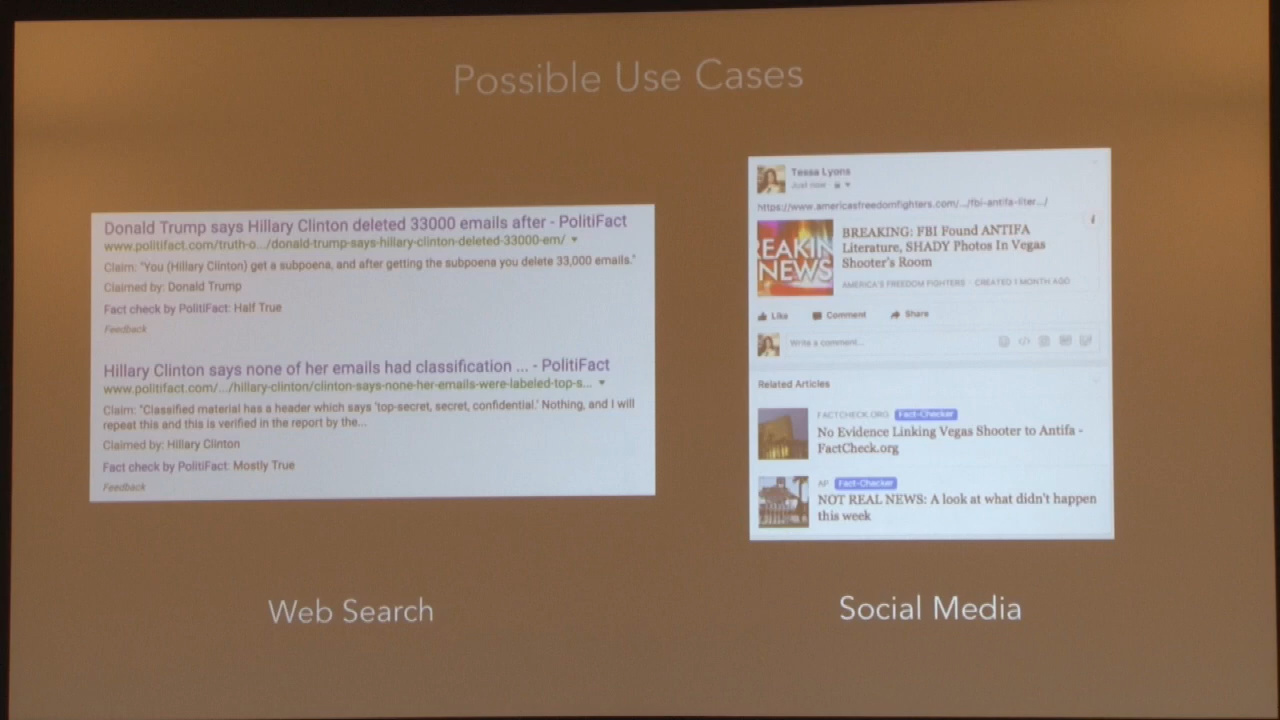 Possible Use Cases
Donald Trump says Hillary Clinton deleted 33000 emails after - PolitiFact
www.politifact.com/truth-o.../donald-trump-says-hillary-clinton-deleted-33000-em/
Claim: "You (Hillary Clinton) get a subpoena, and after getting the subpoena you delete 33,000 emails."
Claimed by: Donald Trump
Fact check by PolitiFact: Half True
Feedback
Hillary Clinton says none of her emails had classification ... - PolitiFact
www.politifact.com/.../hillary-clinton/clinton-says-none-her-emails-were-labeled-top-s...
Claim: "Classified material has a header which says 'top-secret, secret, confidential.' Nothing, and I will
repeat this and this is verified in the report by the...
Claimed by: Hillary Clinton
Fact check by PolitiFact: Mostly True
Feedback
Web Search
Tessa Lyons
Just now
https://www.americasfreedomfighters.com/.../fbi-antifa-liter.../
REAKIN
NEWS
BREAKING: FBI Found ANTIFA
Literature, SHADY Photos In Vegas
Shooter's Room
AMERICA'S FREEDOM FIGHTERS · CREATED 1 MONTH AGO
i
Like Comment Share
Write a comment...
Related Articles
FACTCHECK.ORG Fact-Checker
No Evidence Linking Vegas Shooter to Antifa -
FactCheck.org
AP Fact-Checker
NOT REAL NEWS: A look at what didn't happen
this week
Social Media